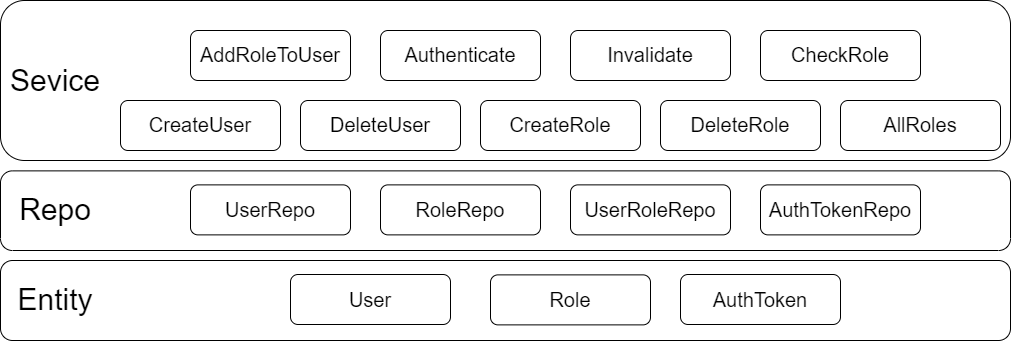 Sevice
AddRoleToUser Authenticate Invalidate CheckRole
CreateUser DeleteUser CreateRole DeleteRole AllRoles
Repo
UserRepo RoleRepo UserRoleRepo AuthTokenRepo
Entity
User Role AuthToken